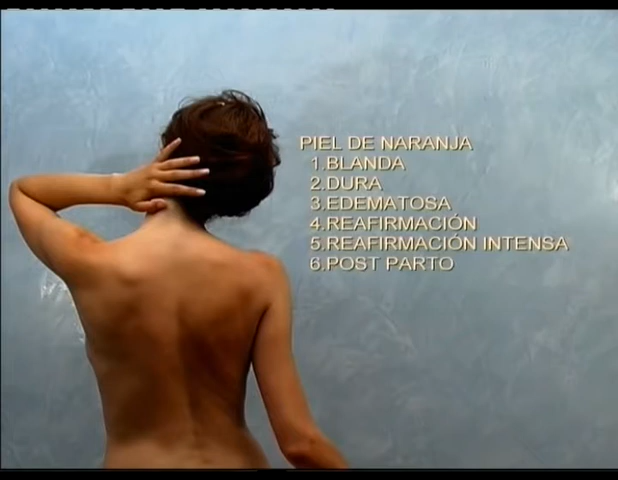 PIEL DE NARANJA
1.BLANDA
2.DURA
3.EDEMATOSA
4.REAFIRMACIÓN
5.REAFIRMACIÓN INTENSA
6.POST PARTO